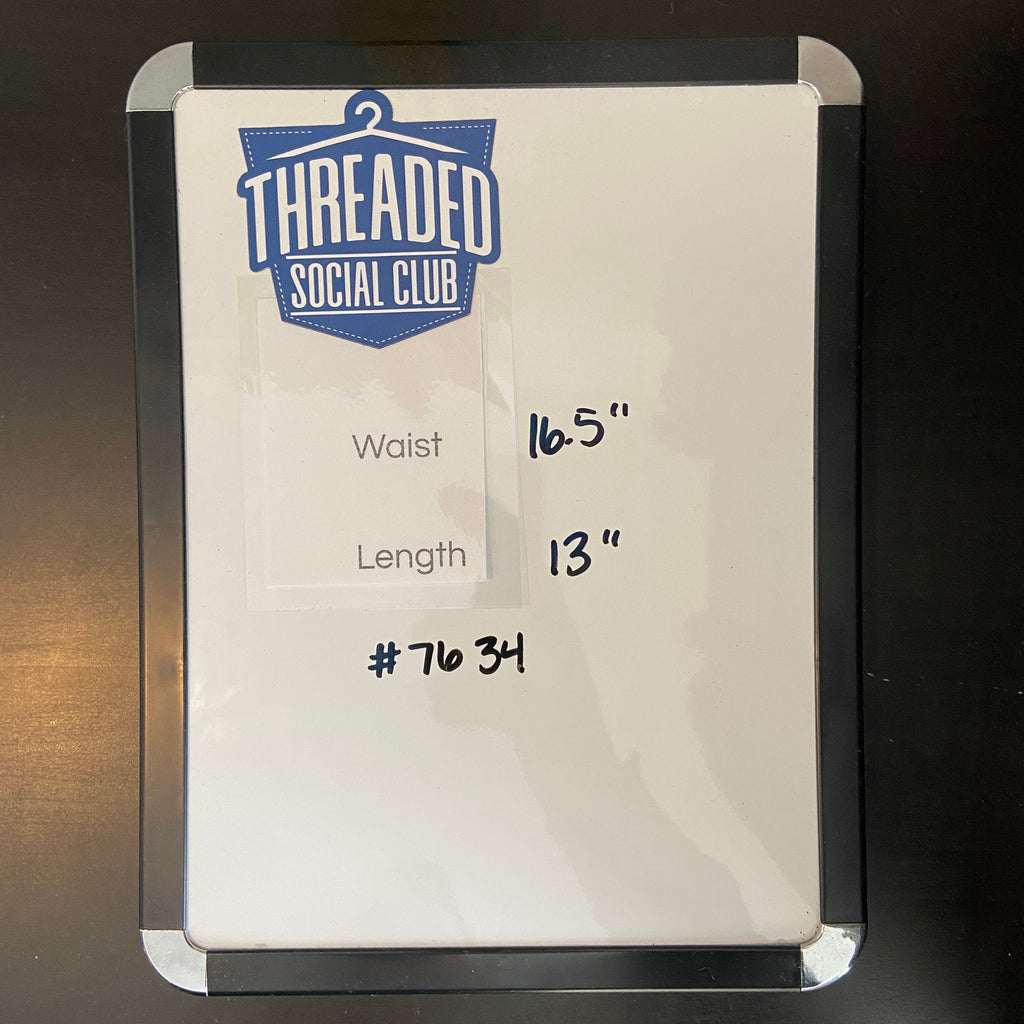 THREADED
SOCIAL CLUB
Waist 16.5"
Length 13"
#7634